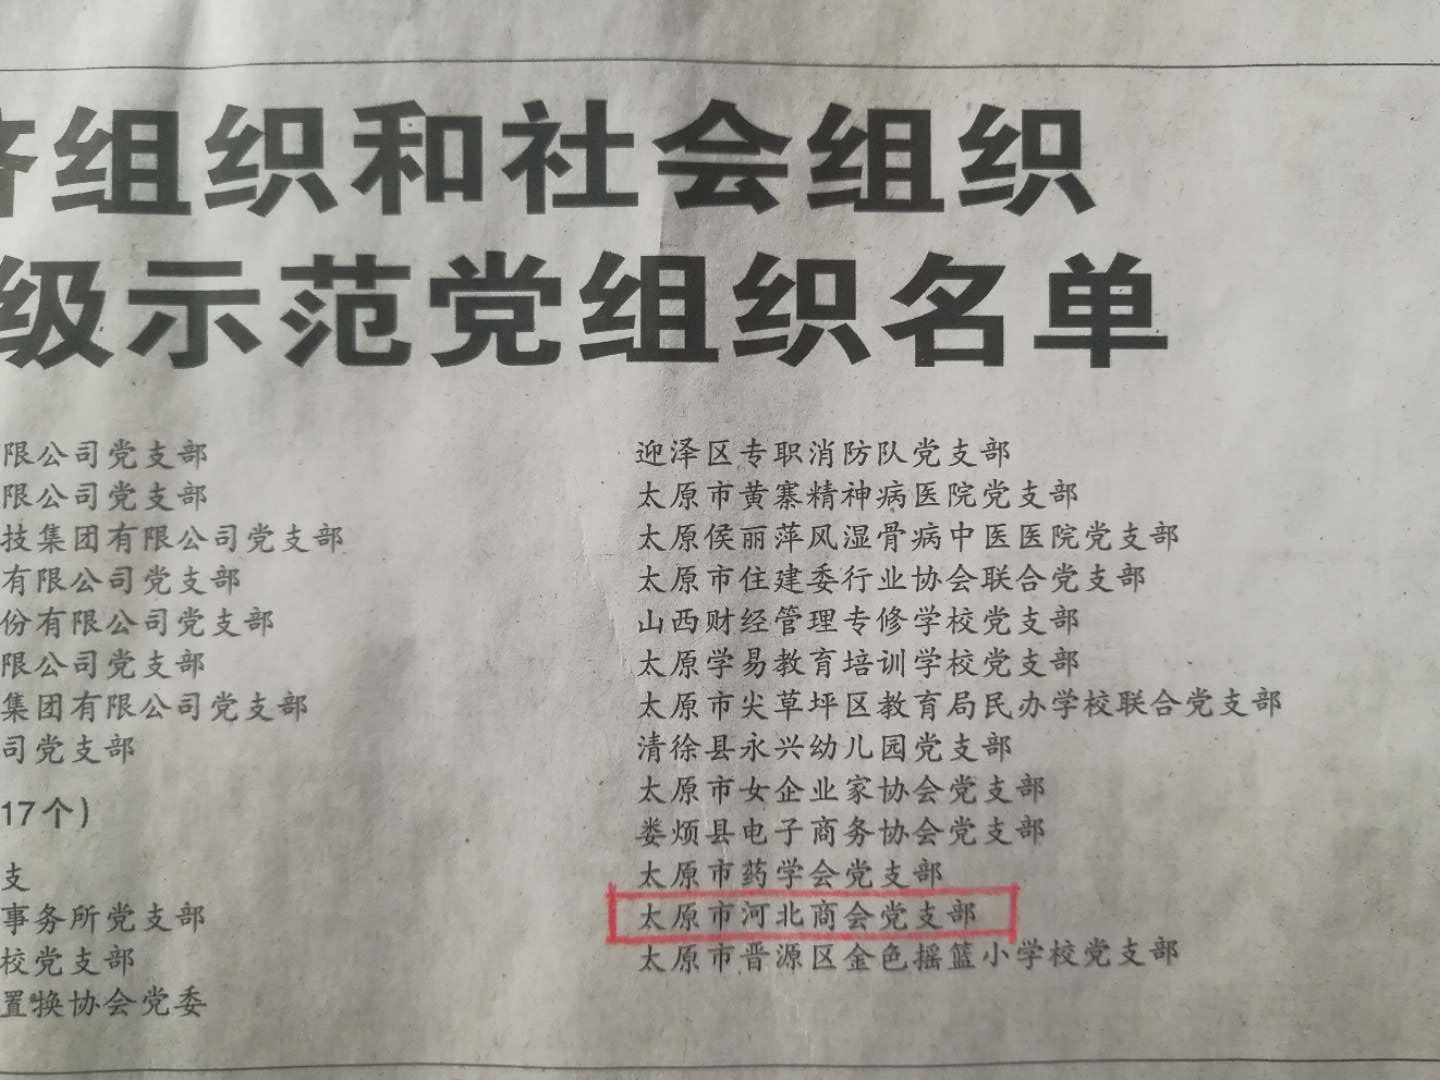 济组织和社会组织
级示范党组织名单
限公司党支部
限公司党支部
技集团有限公司党支部
有限公司党支部
份有限公司党支部
限公司党支部
集团有限公司党支部
司党支部
17个）
支
事务所党支部
校党支部
置换协会党委
迎泽区专职消防队党支部
太原市黄寨精神病医院党支部
太原侯丽萍风湿骨病中医医院党支部
太原市住建委行业协会联合党支部
山西财经管理专修学校党支部
太原学易教育培训学校党支部
太原市尖草坪区教育局民办学校联合党支部
清徐县永兴幼儿园党支部
太原市女企业家协会党支部
娄烦县电子商务协会党支部
太原市药学会党支部
太原市河北商会党支部
太原市晋源区金色摇篮小学校党支部